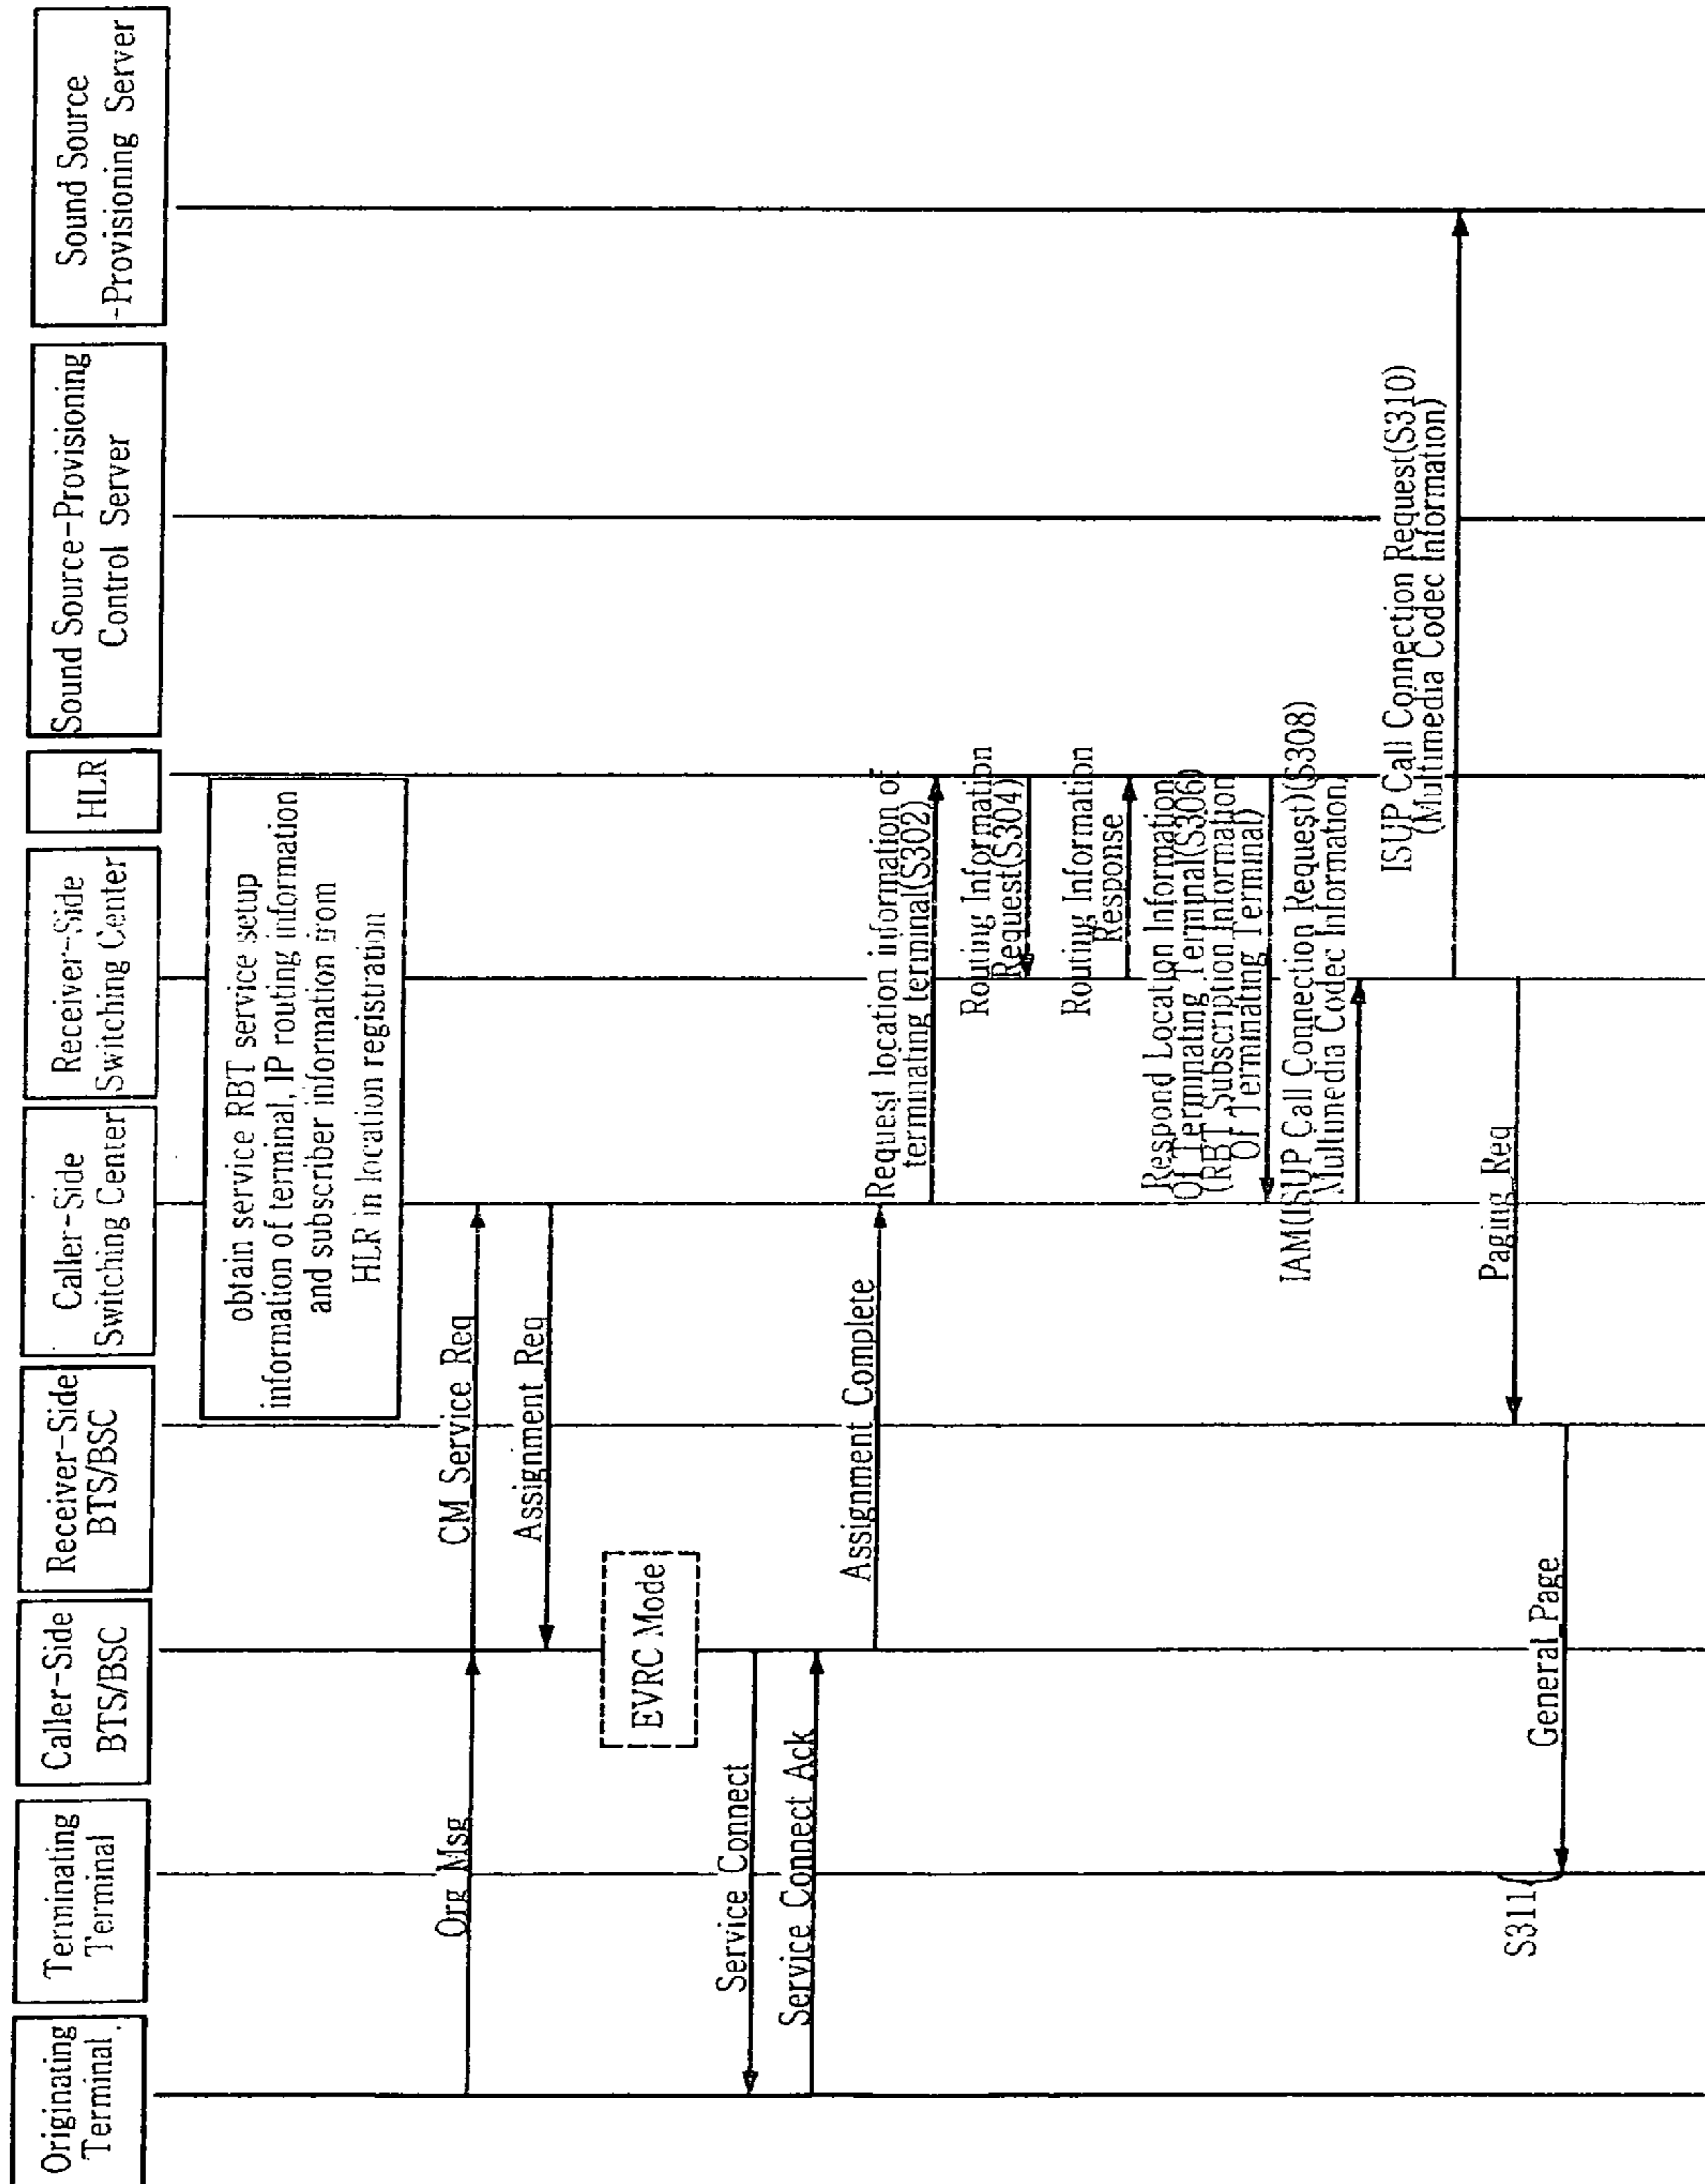 Originating
Terminal
Terminating
Terminal
Caller-Side
BTS/BSC
Receiver-Side
BTS/BSC
Caller-Side
Switching Center
Receiver-Side
Switching Center
HLR
Sound Source-Provisioning
Control Server
Sound Source
-Provisioning Server
obtain service RBT service setup
information of terminal, IP routing information
and subscriber information from
HLR in location registration
Org Msg
CM Service Req
Assignment Req
EVRC Mode
Service Connect
Service Connect Ack
Assignment Complete
Request location information of
terminating terminal(S302)
Routing Information
Request(S304)
Routing Information
Response
Respond Location Information
Of Terminating Terminal(S306)
(RBT Subscription Information
Of Terminating Terminal)
IAM(ISUP Call Connection Request)(S308)
Multimedia Codec Information)
ISUP Call Connection Request(S310)
(Multimedia Codec Information)
Paging Req
General Page
S311